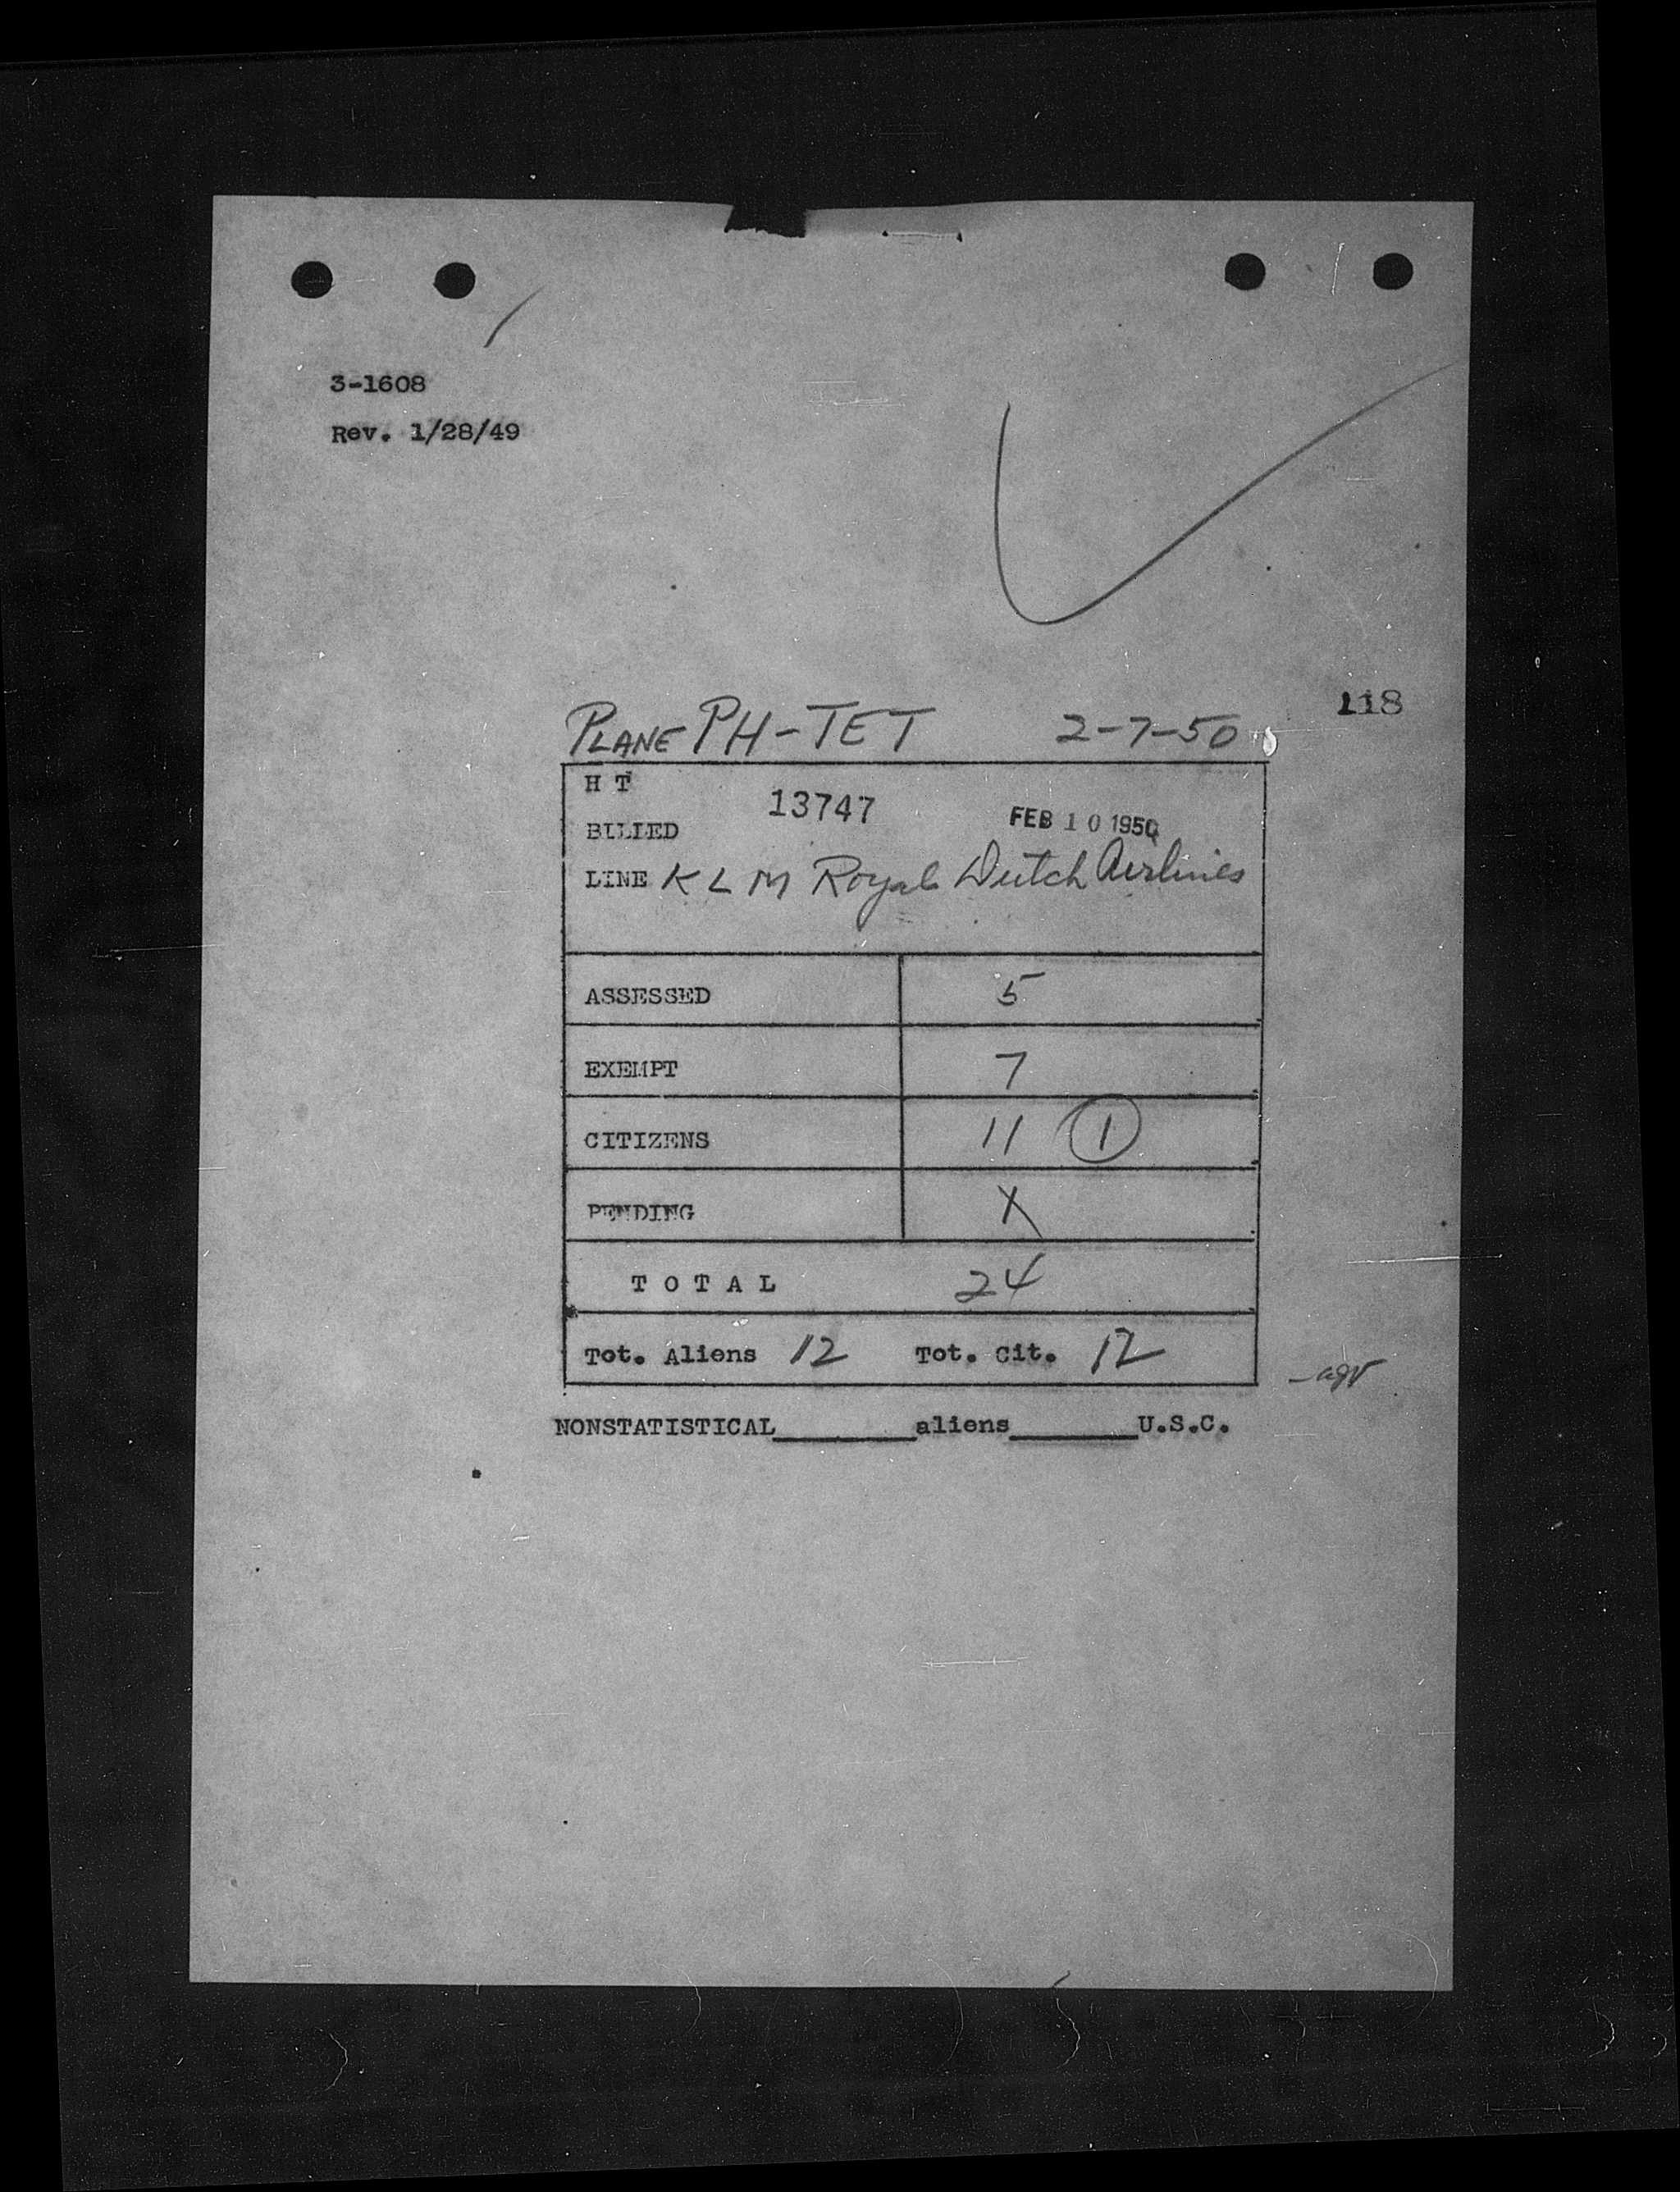 3-1608
Rev. 1/28/49
118
PLANE PH-TET 2-7-50
H T
13747
FEB 10 1950
BILLED
LINE K L M Royal Dutch Airlines
ASSESSED 5
EXEMPT 7
CITIZENS 11 1
PENDING X
TOTAL 24
Tot. Aliens 12 Tot. Cit. 12
NONSTATISTICAL aliens U.S.C.